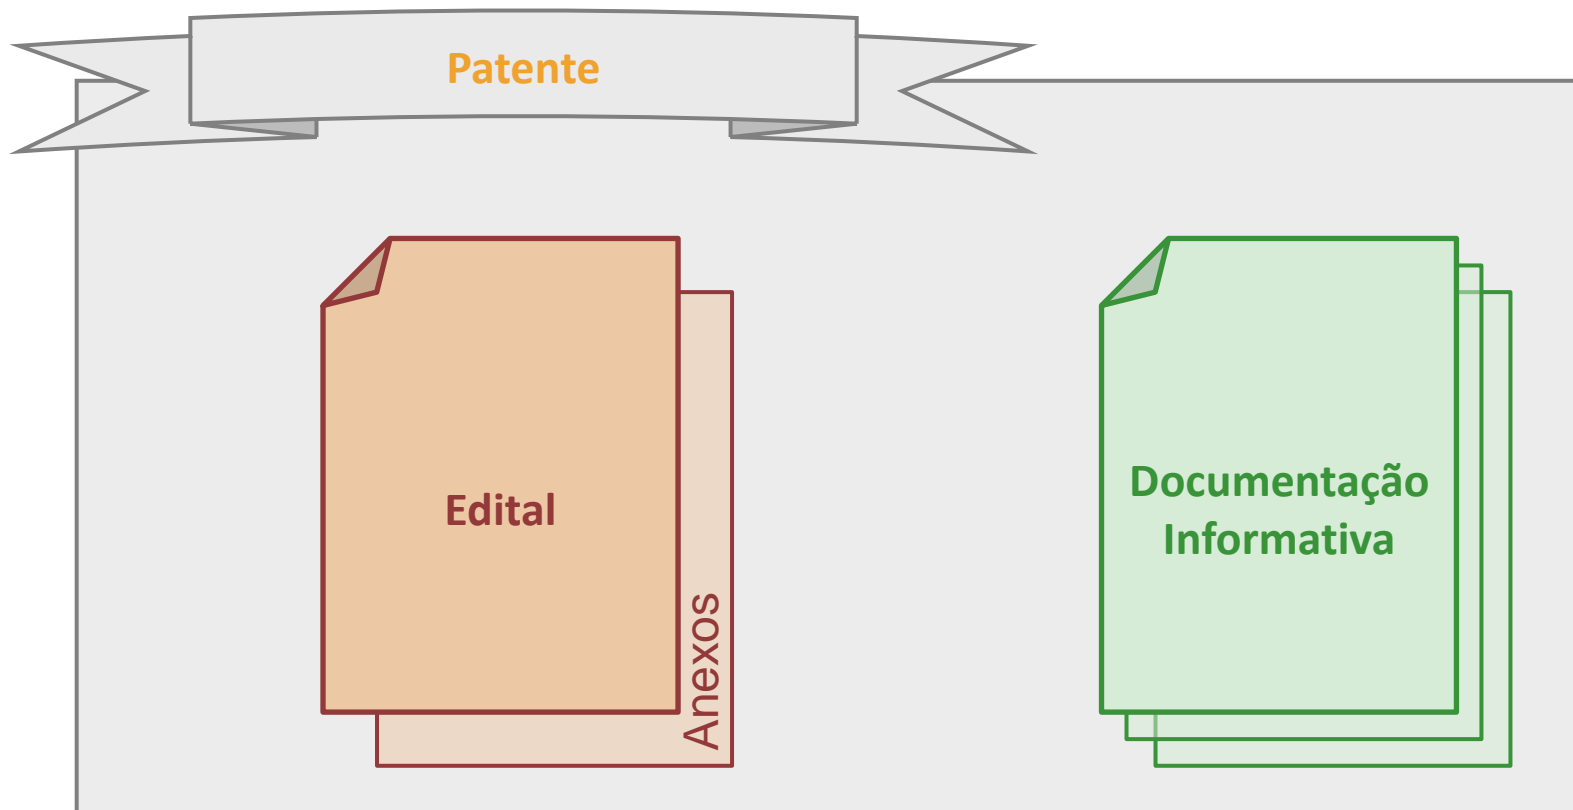 Patente
Edital
Anexos
Documentação
Informativa